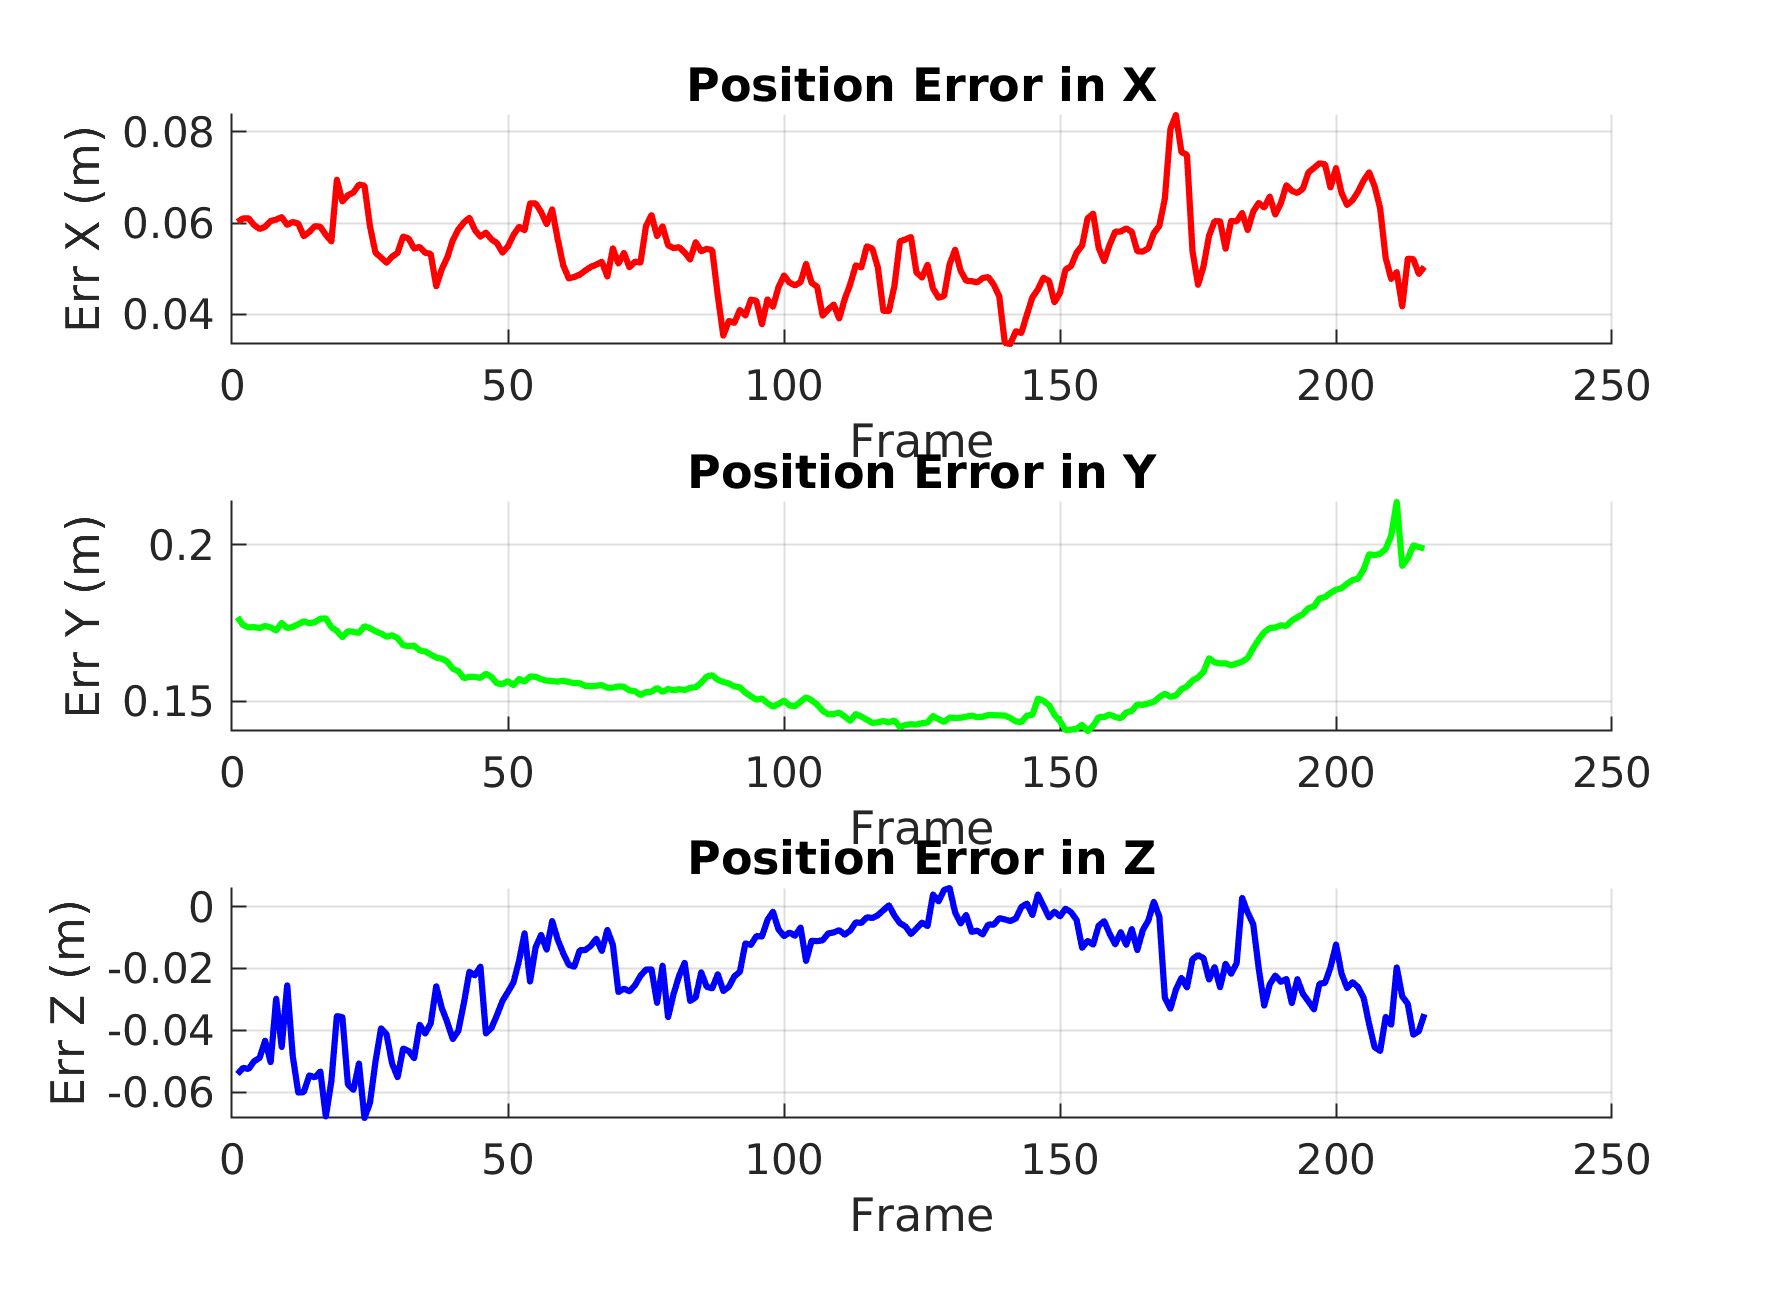 Position Error in X
Err X (m)
0.08
0.06
0.04
0 50 100 150 200 250
Frame
Position Error in Y
Err Y (m)
0.2
0.15
0 50 100 150 200 250
Frame
Position Error in Z
Err Z (m)
0
-0.02
-0.04
-0.06
0 50 100 150 200 250
Frame